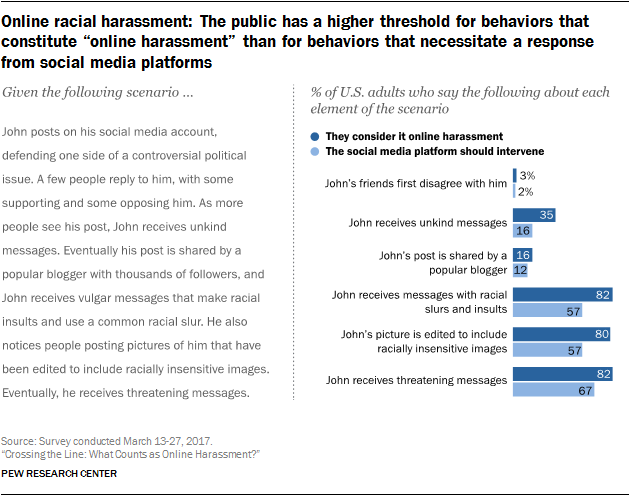 Online racial harassment: The public has a higher threshold for behaviors that
constitute “online harassment” than for behaviors that necessitate a response
from social media platforms
Given the following scenario ...
John posts on his social media account,
defending one side of a controversial political
issue. A few people reply to him, with some
supporting and some opposing him. As more
people see his post, John receives unkind
messages. Eventually his post is shared by a
popular blogger with thousands of followers, and
John receives vulgar messages that make racial
insults and use a common racial slur. He also
notices people posting pictures of him that have
been edited to include racially insensitive images.
Eventually, he receives threatening messages.
% of U.S. adults who say the following about each
element of the scenario
They consider it online harassment
The social media platform should intervene
John’s friends first disagree with him
3%
2%
John receives unkind messages
35
16
John’s post is shared by a
popular blogger
16
12
John receives messages with racial
slurs and insults
82
57
John’s picture is edited to include
racially insensitive images
80
57
John receives threatening messages
82
67
Source: Survey conducted March 13-27, 2017.
“Crossing the Line: What Counts as Online Harassment?”
PEW RESEARCH CENTER